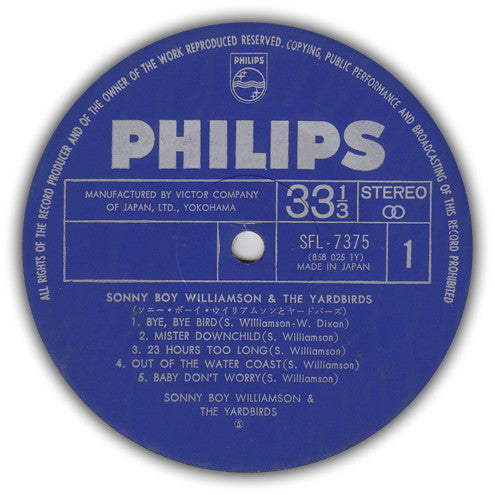 ALL RIGHTS OF THE RECORD PRODUCER AND OF THE OWNER OF THE WORK REPRODUCED RESERVED. COPYING, PUBLIC PERFORMANCE AND BROADCASTING OF THIS RECORD PROHIBITED
PHILIPS
PHILIPS
MANUFACTURED BY VICTOR COMPANY
OF JAPAN, LTD., YOKOHAMA
33 1/3
STEREO
SFL-7375
(858 025 1Y)
MADE IN JAPAN
1
SONNY BOY WILLIAMSON & THE YARDBIRDS
(ソニー・ボーイ・ウイリアムソンとヤードバーズ)
1. BYE, BYE BIRD(S. Williamson-W. Dixon)
2. MISTER DOWNCHILD(S. Williamson)
3. 23 HOURS TOO LONG(S. Williamson)
4. OUT OF THE WATER COAST(S. Williamson)
5. BABY DON'T WORRY(S. Williamson)
SONNY BOY WILLIAMSON &
THE YARDBIRDS